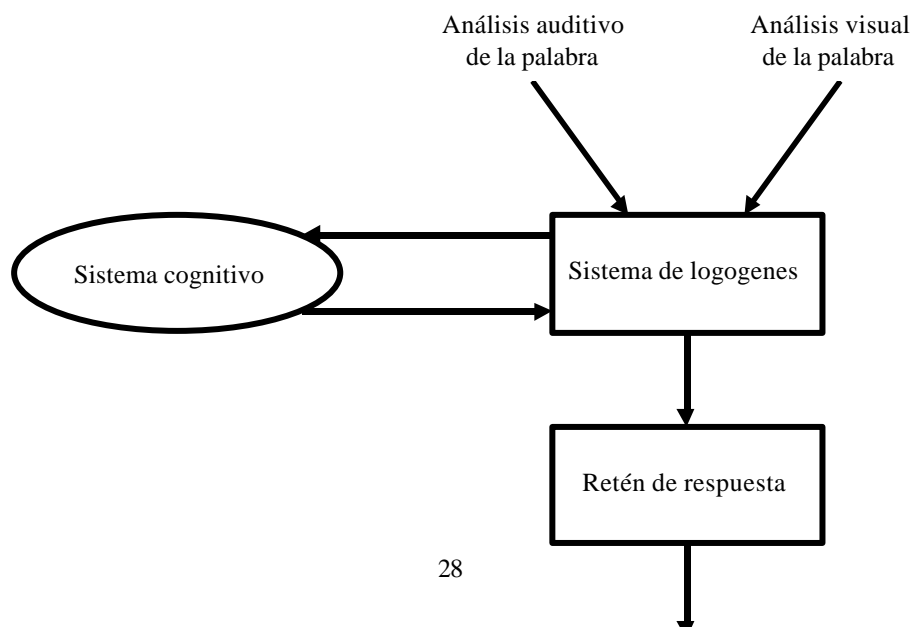 Análisis auditivo
de la palabra
Análisis visual
de la palabra
Sistema cognitivo
Sistema de logogenes
Retén de respuesta
28